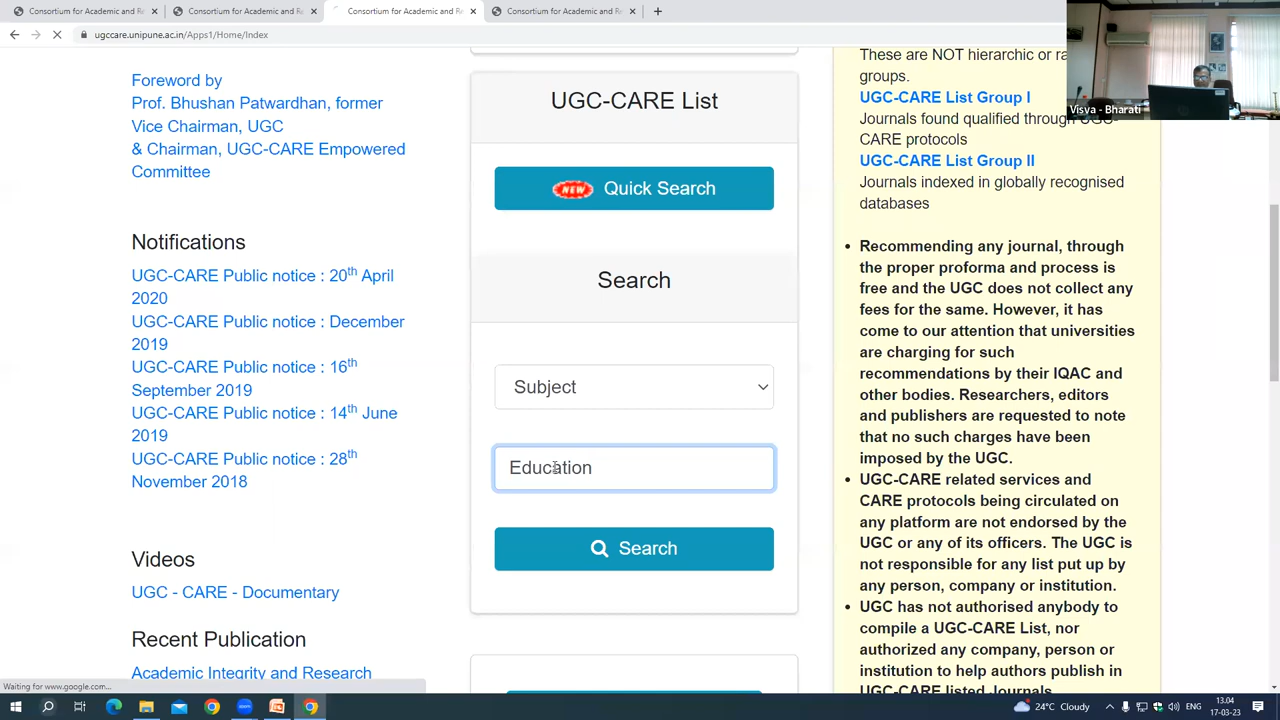 Consortium for Academic and Re
Consortium for Academic and Re
Consortium for Academic and Re
Consortium for Academic and Re
ugccare.unipune.ac.in/Apps1/Home/Index
Foreword by
Prof. Bhushan Patwardhan, former
Vice Chairman, UGC
& Chairman, UGC-CARE Empowered
Committee
Notifications
UGC-CARE Public notice : 20th April
2020
UGC-CARE Public notice : December
2019
UGC-CARE Public notice : 16th
September 2019
UGC-CARE Public notice : 14th June
2019
UGC-CARE Public notice : 28th
November 2018
Videos
UGC - CARE - Documentary
Recent Publication
Academic Integrity and Research
UGC-CARE List
NEW Quick Search
Search
Subject
Education
Search
These are NOT hierarchic or
groups.
UGC-CARE List Group I
Journals found qualified through UGC-
CARE protocols
UGC-CARE List Group II
Journals indexed in globally recognised
databases
• Recommending any journal, through
the proper proforma and process is
free and the UGC does not collect any
fees for the same. However, it has
come to our attention that universities
are charging for such
recommendations by their IQAC and
other bodies. Researchers, editors
and publishers are requested to note
that no such charges have been
imposed by the UGC.
• UGC-CARE related services and
CARE protocols being circulated on
any platform are not endorsed by the
UGC or any of its officers. The UGC is
not responsible for any list put up by
any person, company or institution.
• UGC has not authorised anybody to
compile a UGC-CARE List, nor
authorized any company, person or
institution to help authors publish in
UGC-CARE listed Journals
Visva - Bharati
Waiting for www.google.com...
24°C Cloudy
ENG
13.04
17-03-23